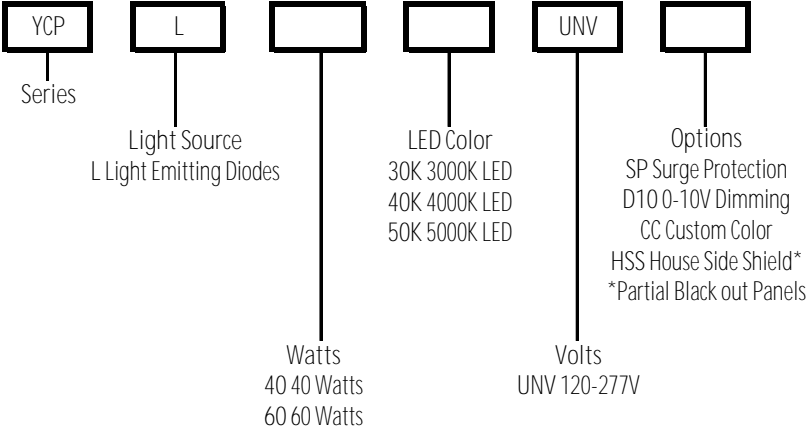 YCP
L
UNV
Series
Light Source
L Light Emitting Diodes
LED Color
30K 3000K LED
40K 4000K LED
50K 5000K LED
Options
SP Surge Protection
D10 0-10V Dimming
CC Custom Color
HSS House Side Shield*
*Partial Black out Panels
Watts
40 40 Watts
60 60 Watts
Volts
UNV 120-277V